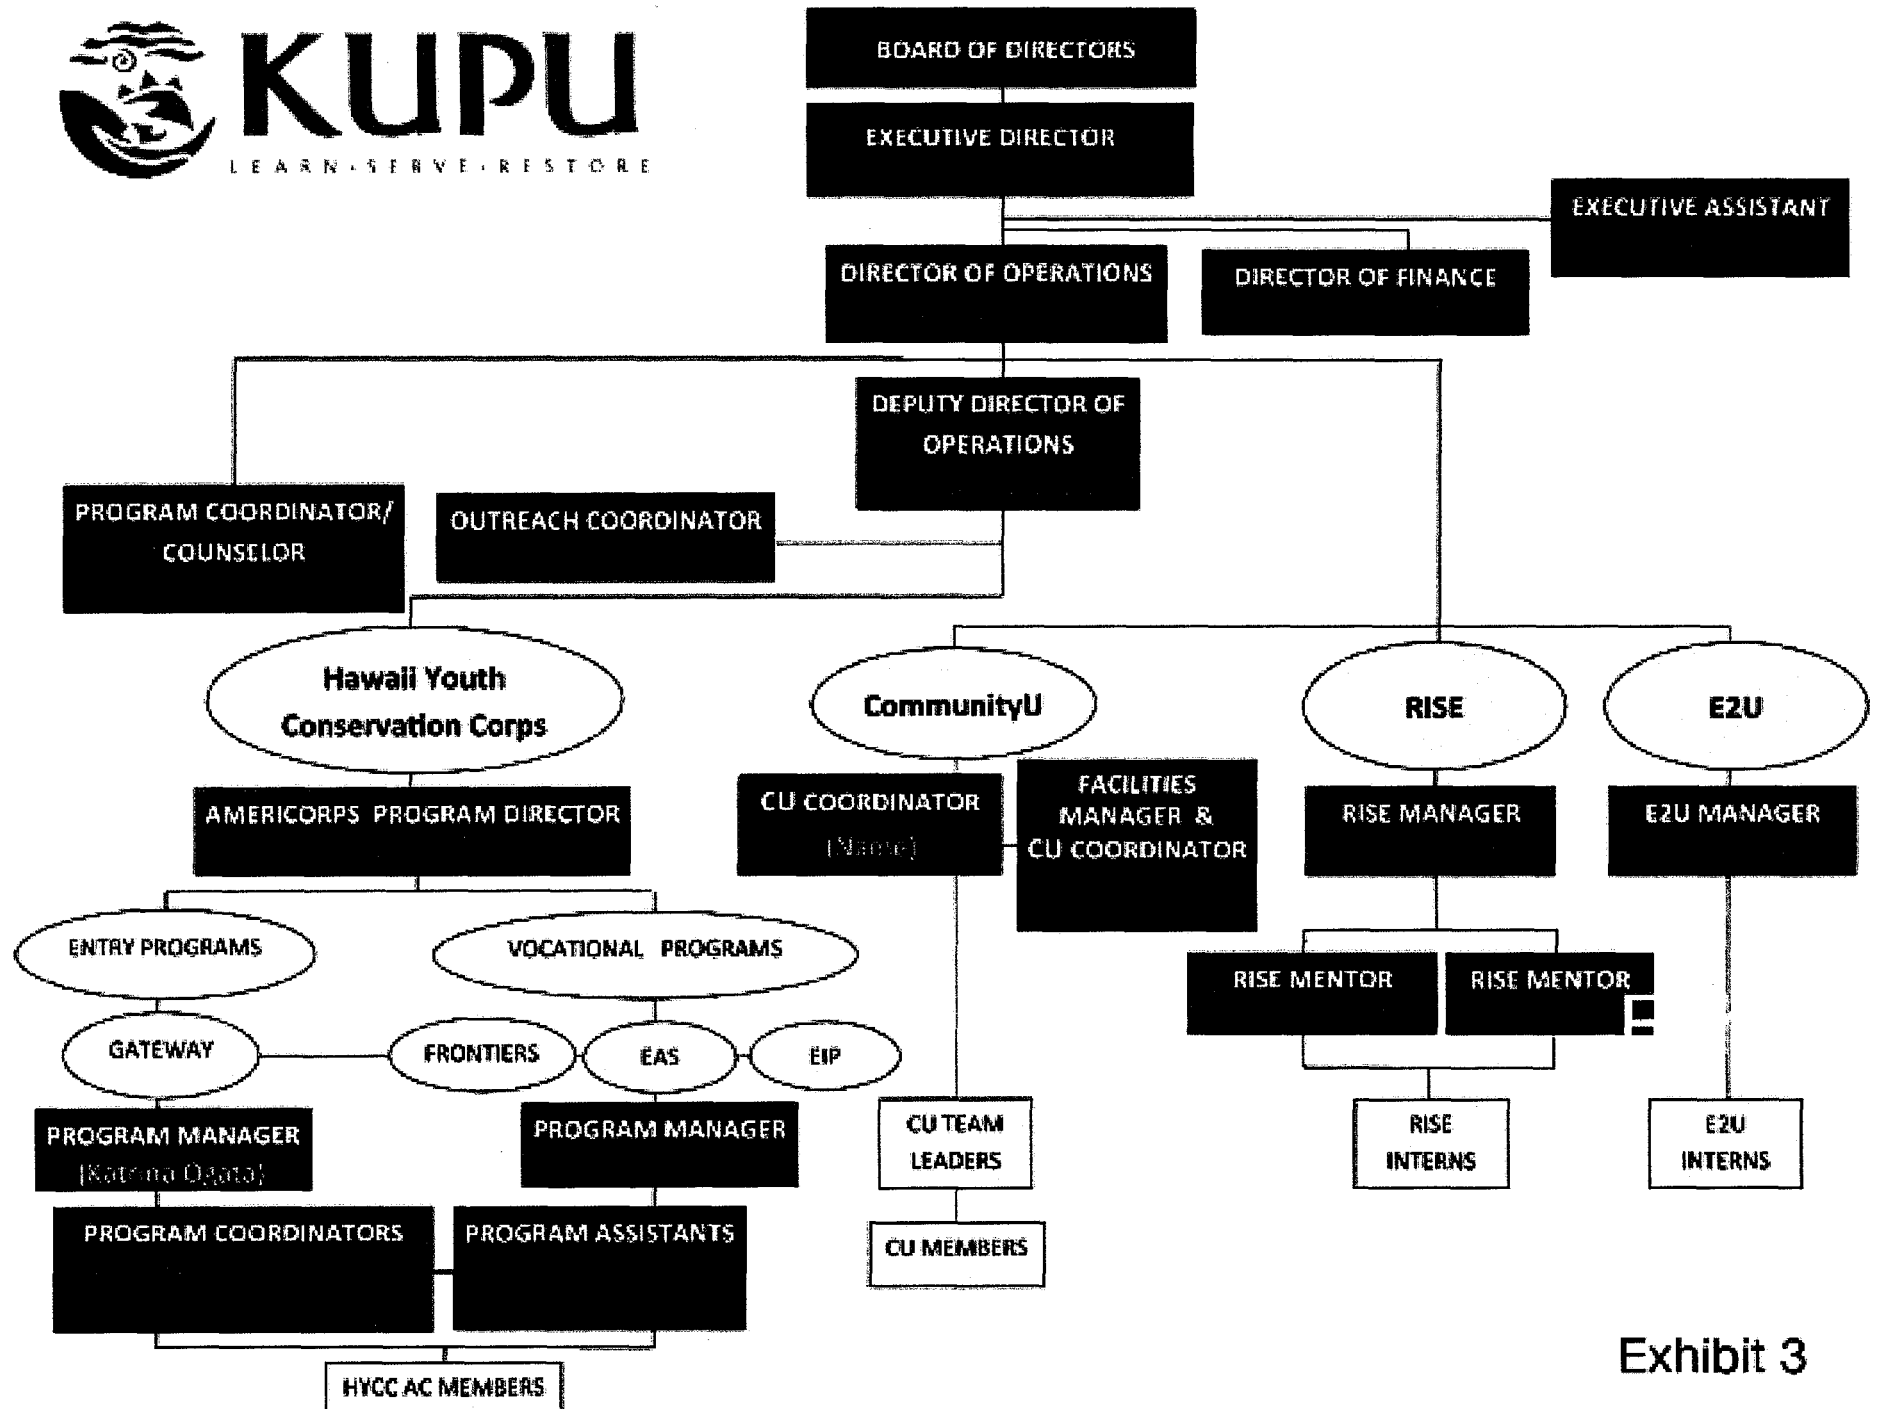 KUPU
LEARN · SERVE · RESTORE
BOARD OF DIRECTORS
EXECUTIVE DIRECTOR
EXECUTIVE ASSISTANT
DIRECTOR OF OPERATIONS
DIRECTOR OF FINANCE
DEPUTY DIRECTOR OF
OPERATIONS
PROGRAM COORDINATOR/
COUNSELOR
OUTREACH COORDINATOR
Hawaii Youth
Conservation Corps
CommunityU
RISE
E2U
AMERICORPS PROGRAM DIRECTOR
CU COORDINATOR
FACILITIES
MANAGER &
CU COORDINATOR
RISE MANAGER
E2U MANAGER
ENTRY PROGRAMS
VOCATIONAL PROGRAMS
RISE MENTOR
RISE MENTOR
GATEWAY
FRONTIERS
EAS
EIP
PROGRAM MANAGER
(Katrina Ogata)
PROGRAM MANAGER
CU TEAM
LEADERS
RISE
INTERNS
E2U
INTERNS
PROGRAM COORDINATORS
PROGRAM ASSISTANTS
CU MEMBERS
HYCC AC MEMBERS
Exhibit 3